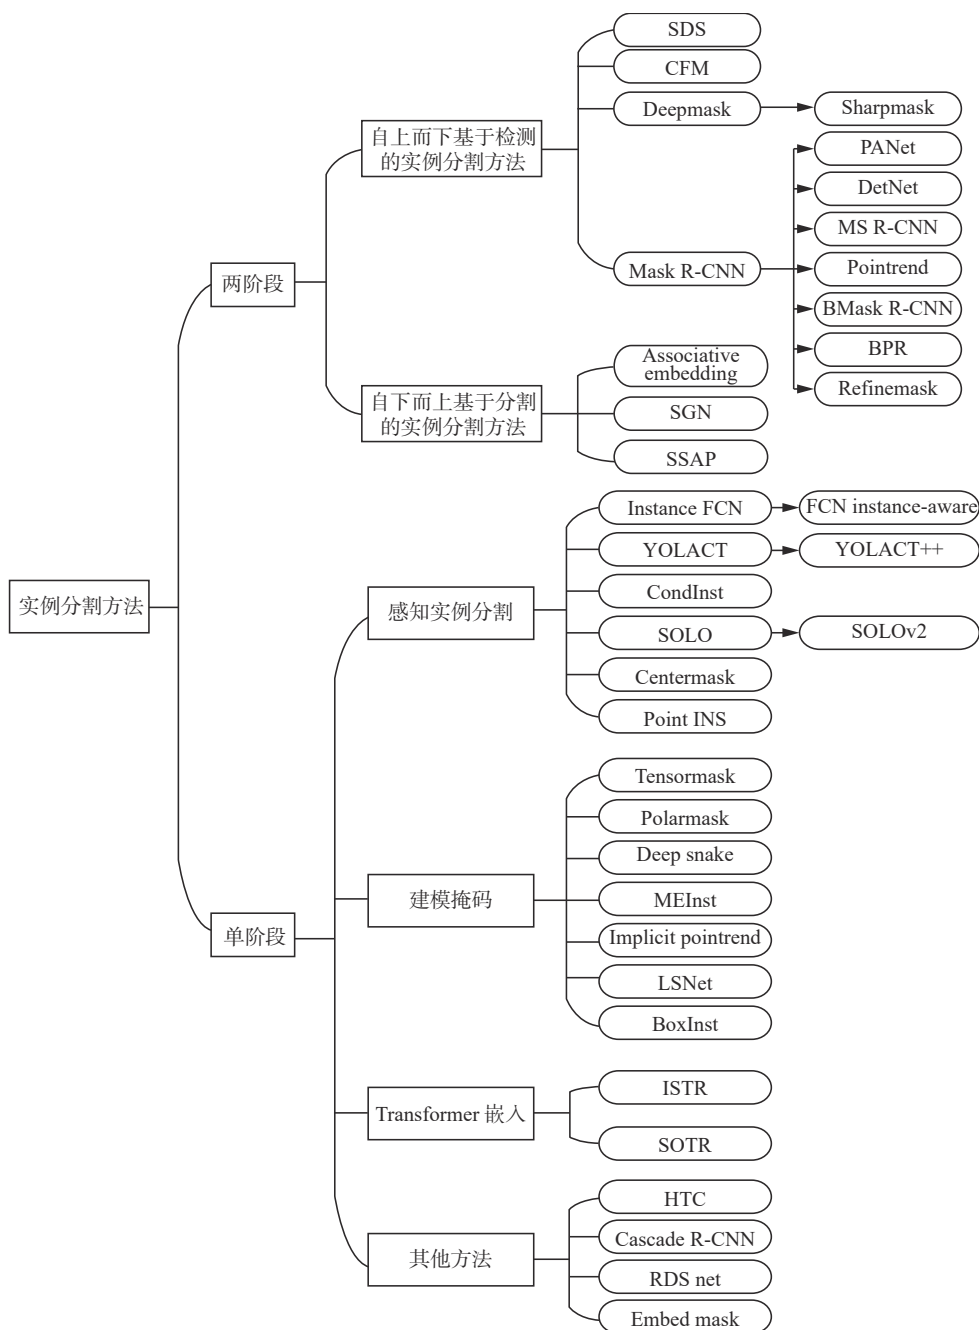 实例分割方法
两阶段
自上而下基于检测
的实例分割方法
SDS
CFM
Deepmask
Sharpmask
Mask R-CNN
PANet
DetNet
MS R-CNN
Pointrend
BMask R-CNN
BPR
Refinemask
自下而上基于分割
的实例分割方法
Associative
embedding
SGN
SSAP
单阶段
感知实例分割
Instance FCN
FCN instance-aware
YOLACT
YOLACT++
CondInst
SOLO
SOLOv2
Centermask
Point INS
建模掩码
Tensormask
Polarmask
Deep snake
MEInst
Implicit pointrend
LSNet
BoxInst
Transformer 嵌入
ISTR
SOTR
其他方法
HTC
Cascade R-CNN
RDS net
Embed mask